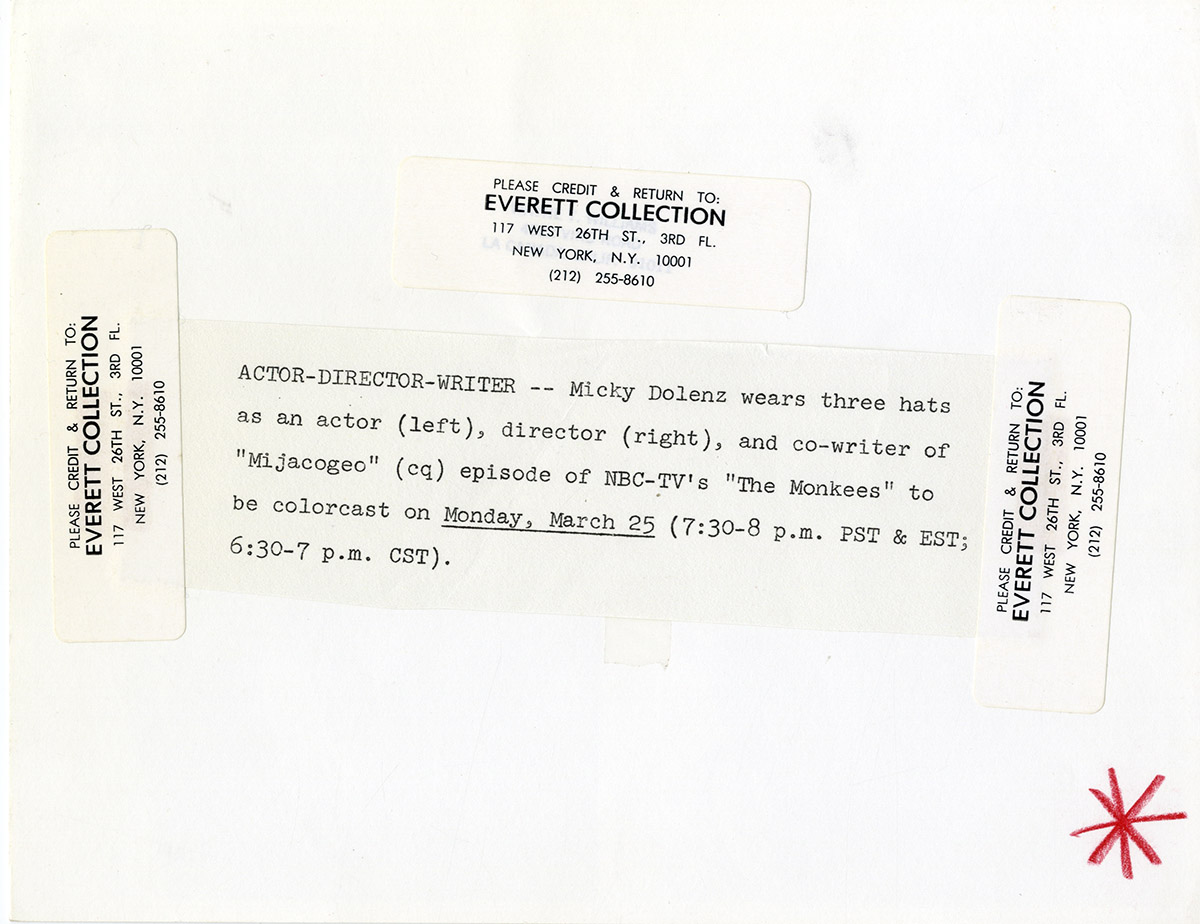 PLEASE CREDIT & RETURN TO:
EVERETT COLLECTION
117 WEST 26TH ST., 3RD FL.
NEW YORK, N.Y. 10001
(212) 255-8610
PLEASE CREDIT & RETURN TO:
EVERETT COLLECTION
117 WEST 26TH ST., 3RD FL.
NEW YORK, N.Y. 10001
(212) 255-8610
ACTOR-DIRECTOR-WRITER -- Micky Dolenz wears three hats
as an actor (left), director (right), and co-writer of
"Mijacogeo" (cq) episode of NBC-TV's "The Monkees" to
be colorcast on Monday, March 25 (7:30-8 p.m. PST & EST;
6:30-7 p.m. CST).
PLEASE CREDIT & RETURN TO:
EVERETT COLLECTION
117 WEST 26TH ST., 3RD FL.
NEW YORK, N.Y. 10001
(212) 255-8610